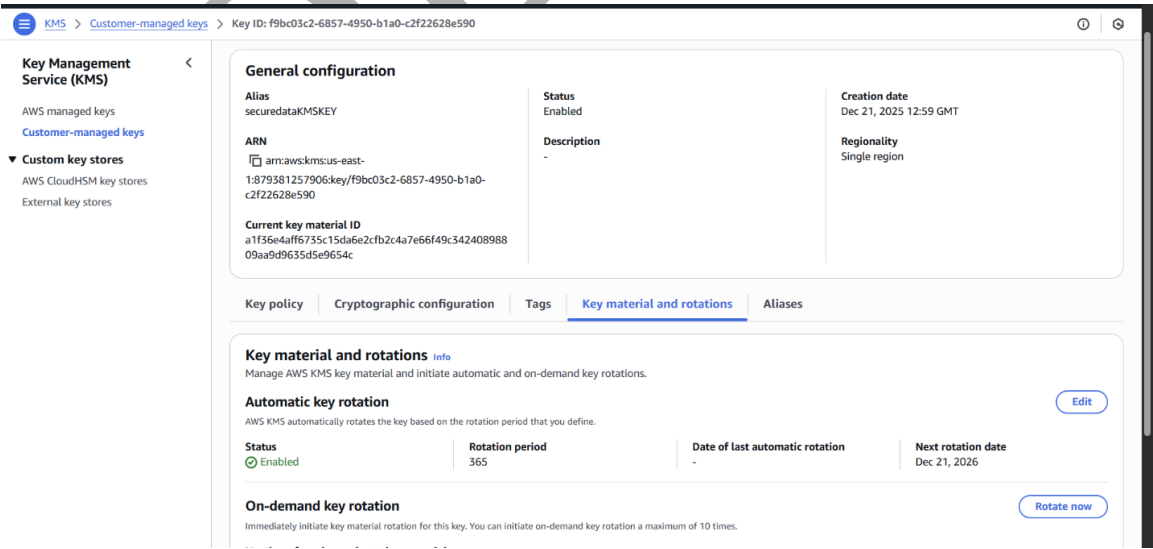 KMS > Customer-managed keys > Key ID: f9bc03c2-6857-4950-b1a0-c2f22628e590
Key Management
Service (KMS)
AWS managed keys
Customer-managed keys
Custom key stores
AWS CloudHSM key stores
External key stores
General configuration
Alias
securedataKMSKEY
ARN
arn:aws:kms:us-east-
1:879381257906:key/f9bc03c2-6857-4950-b1a0-
c2f22628e590
Current key material ID
a1f36e4aff6735c15da6e2cfb2c4a7e66f49c342408988
09aa9d9635d5e9654c
Status
Enabled
Description
-
Creation date
Dec 21, 2025 12:59 GMT
Regionality
Single region
Key policy
Cryptographic configuration
Tags
Key material and rotations
Aliases
Key material and rotations Info
Manage AWS KMS key material and initiate automatic and on-demand key rotations.
Automatic key rotation
Edit
AWS KMS automatically rotates the key based on the rotation period that you define.
Status
Enabled
Rotation period
365
Date of last automatic rotation
-
Next rotation date
Dec 21, 2026
On-demand key rotation
Rotate now
Immediately initiate key material rotation for this key. You can initiate on-demand key rotation a maximum of 10 times.